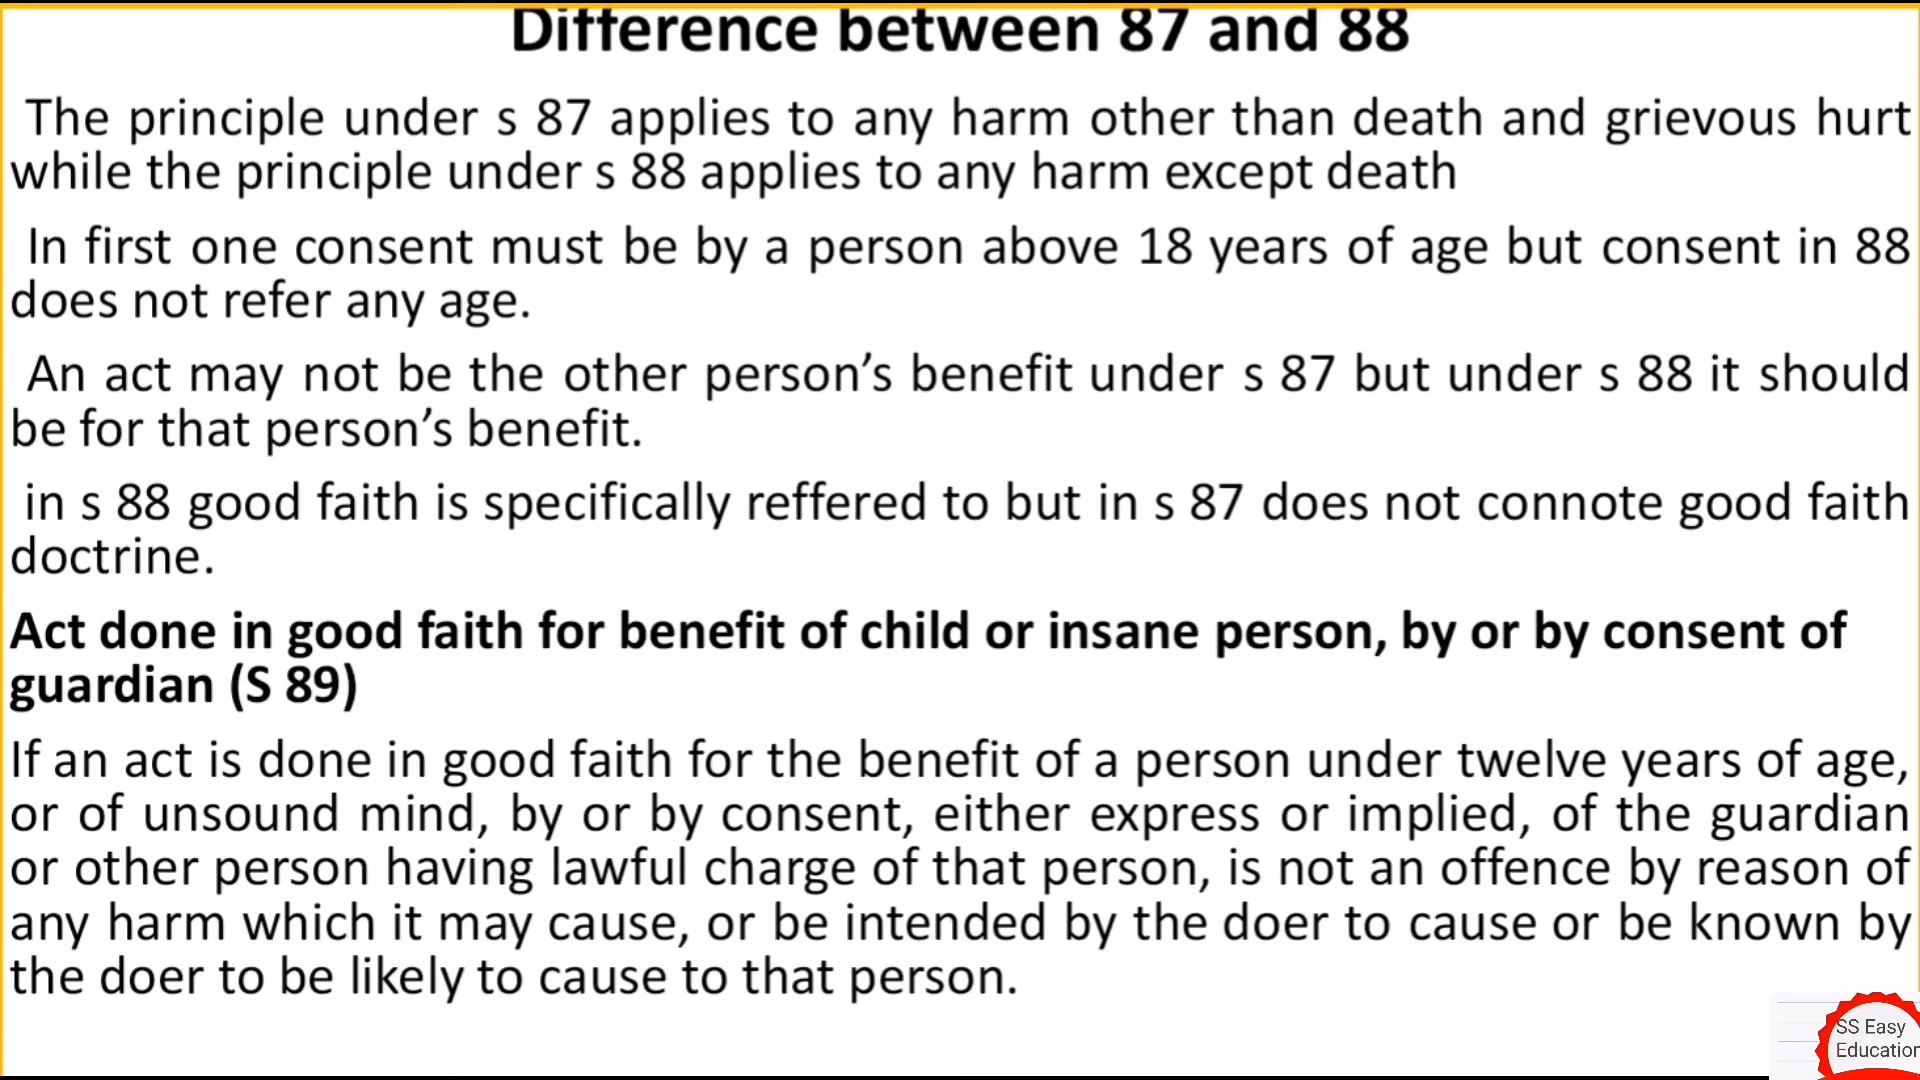 Difference between 87 and 88
The principle under s 87 applies to any harm other than death and grievous hurt
while the principle under s 88 applies to any harm except death
In first one consent must be by a person above 18 years of age but consent in 88
does not refer any age.
An act may not be the other person’s benefit under s 87 but under s 88 it should
be for that person’s benefit.
in s 88 good faith is specifically reffered to but in s 87 does not connote good faith
doctrine.
Act done in good faith for benefit of child or insane person, by or by consent of
guardian (S 89)
If an act is done in good faith for the benefit of a person under twelve years of age,
or of unsound mind, by or by consent, either express or implied, of the guardian
or other person having lawful charge of that person, is not an offence by reason of
any harm which it may cause, or be intended by the doer to cause or be known by
the doer to be likely to cause to that person.
SS Easy
Education